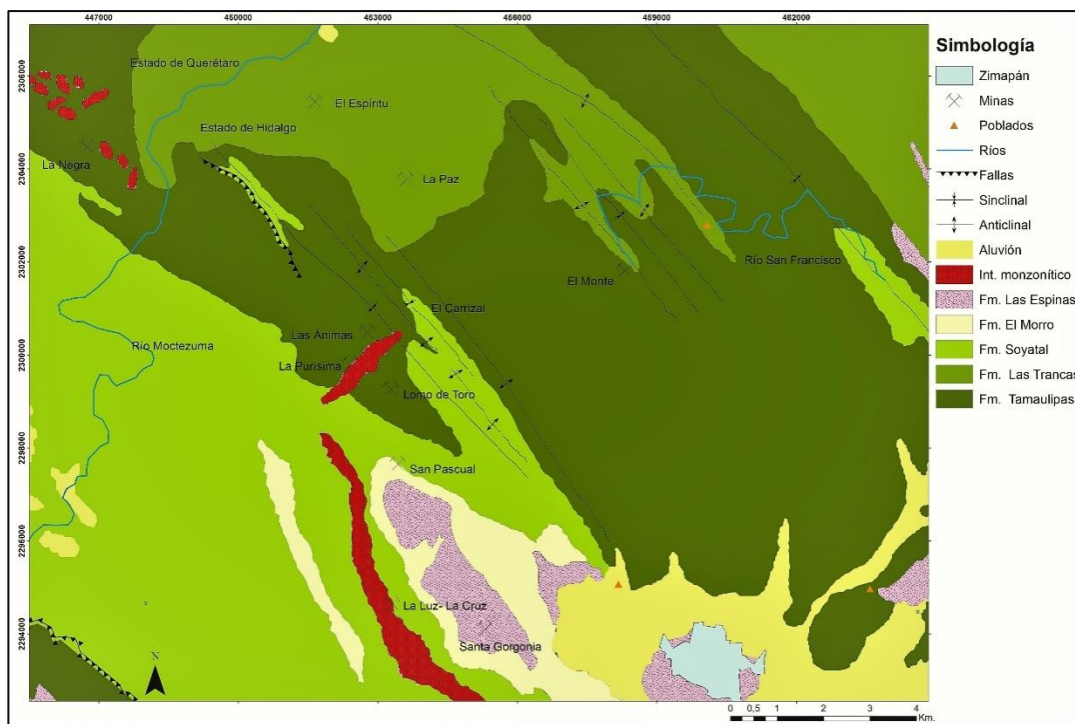 447000 450000 453000 456000 459000 462000
Simbología
Zimapán
Minas
Poblados
Ríos
Fallas
Sinclinal
Anticlinal
Aluvión
Int. monzonítico
Fm. Las Espinas
Fm. El Morro
Fm. Soyatal
Fm. Las Trancas
Fm. Tamaulipas
2306000
2304000
2302000
2300000
2298000
2296000
2294000
Estado de Querétaro
El Espíritu
Estado de Hidalgo
La Negra
La Paz
Río San Francisco
El Monte
El Carrizal
Las Ánimas
Río Moctezuma
La Purísima
Lomo de Toro
San Pascual
La Luz- La Cruz
Santa Gorgonia
N
0 0,5 1 2 3 4
Km.